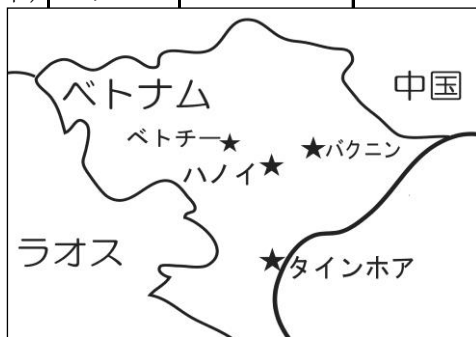 ベトナム
中国
ベトチー
ハノイ
バクニン
ラオス
タインホア